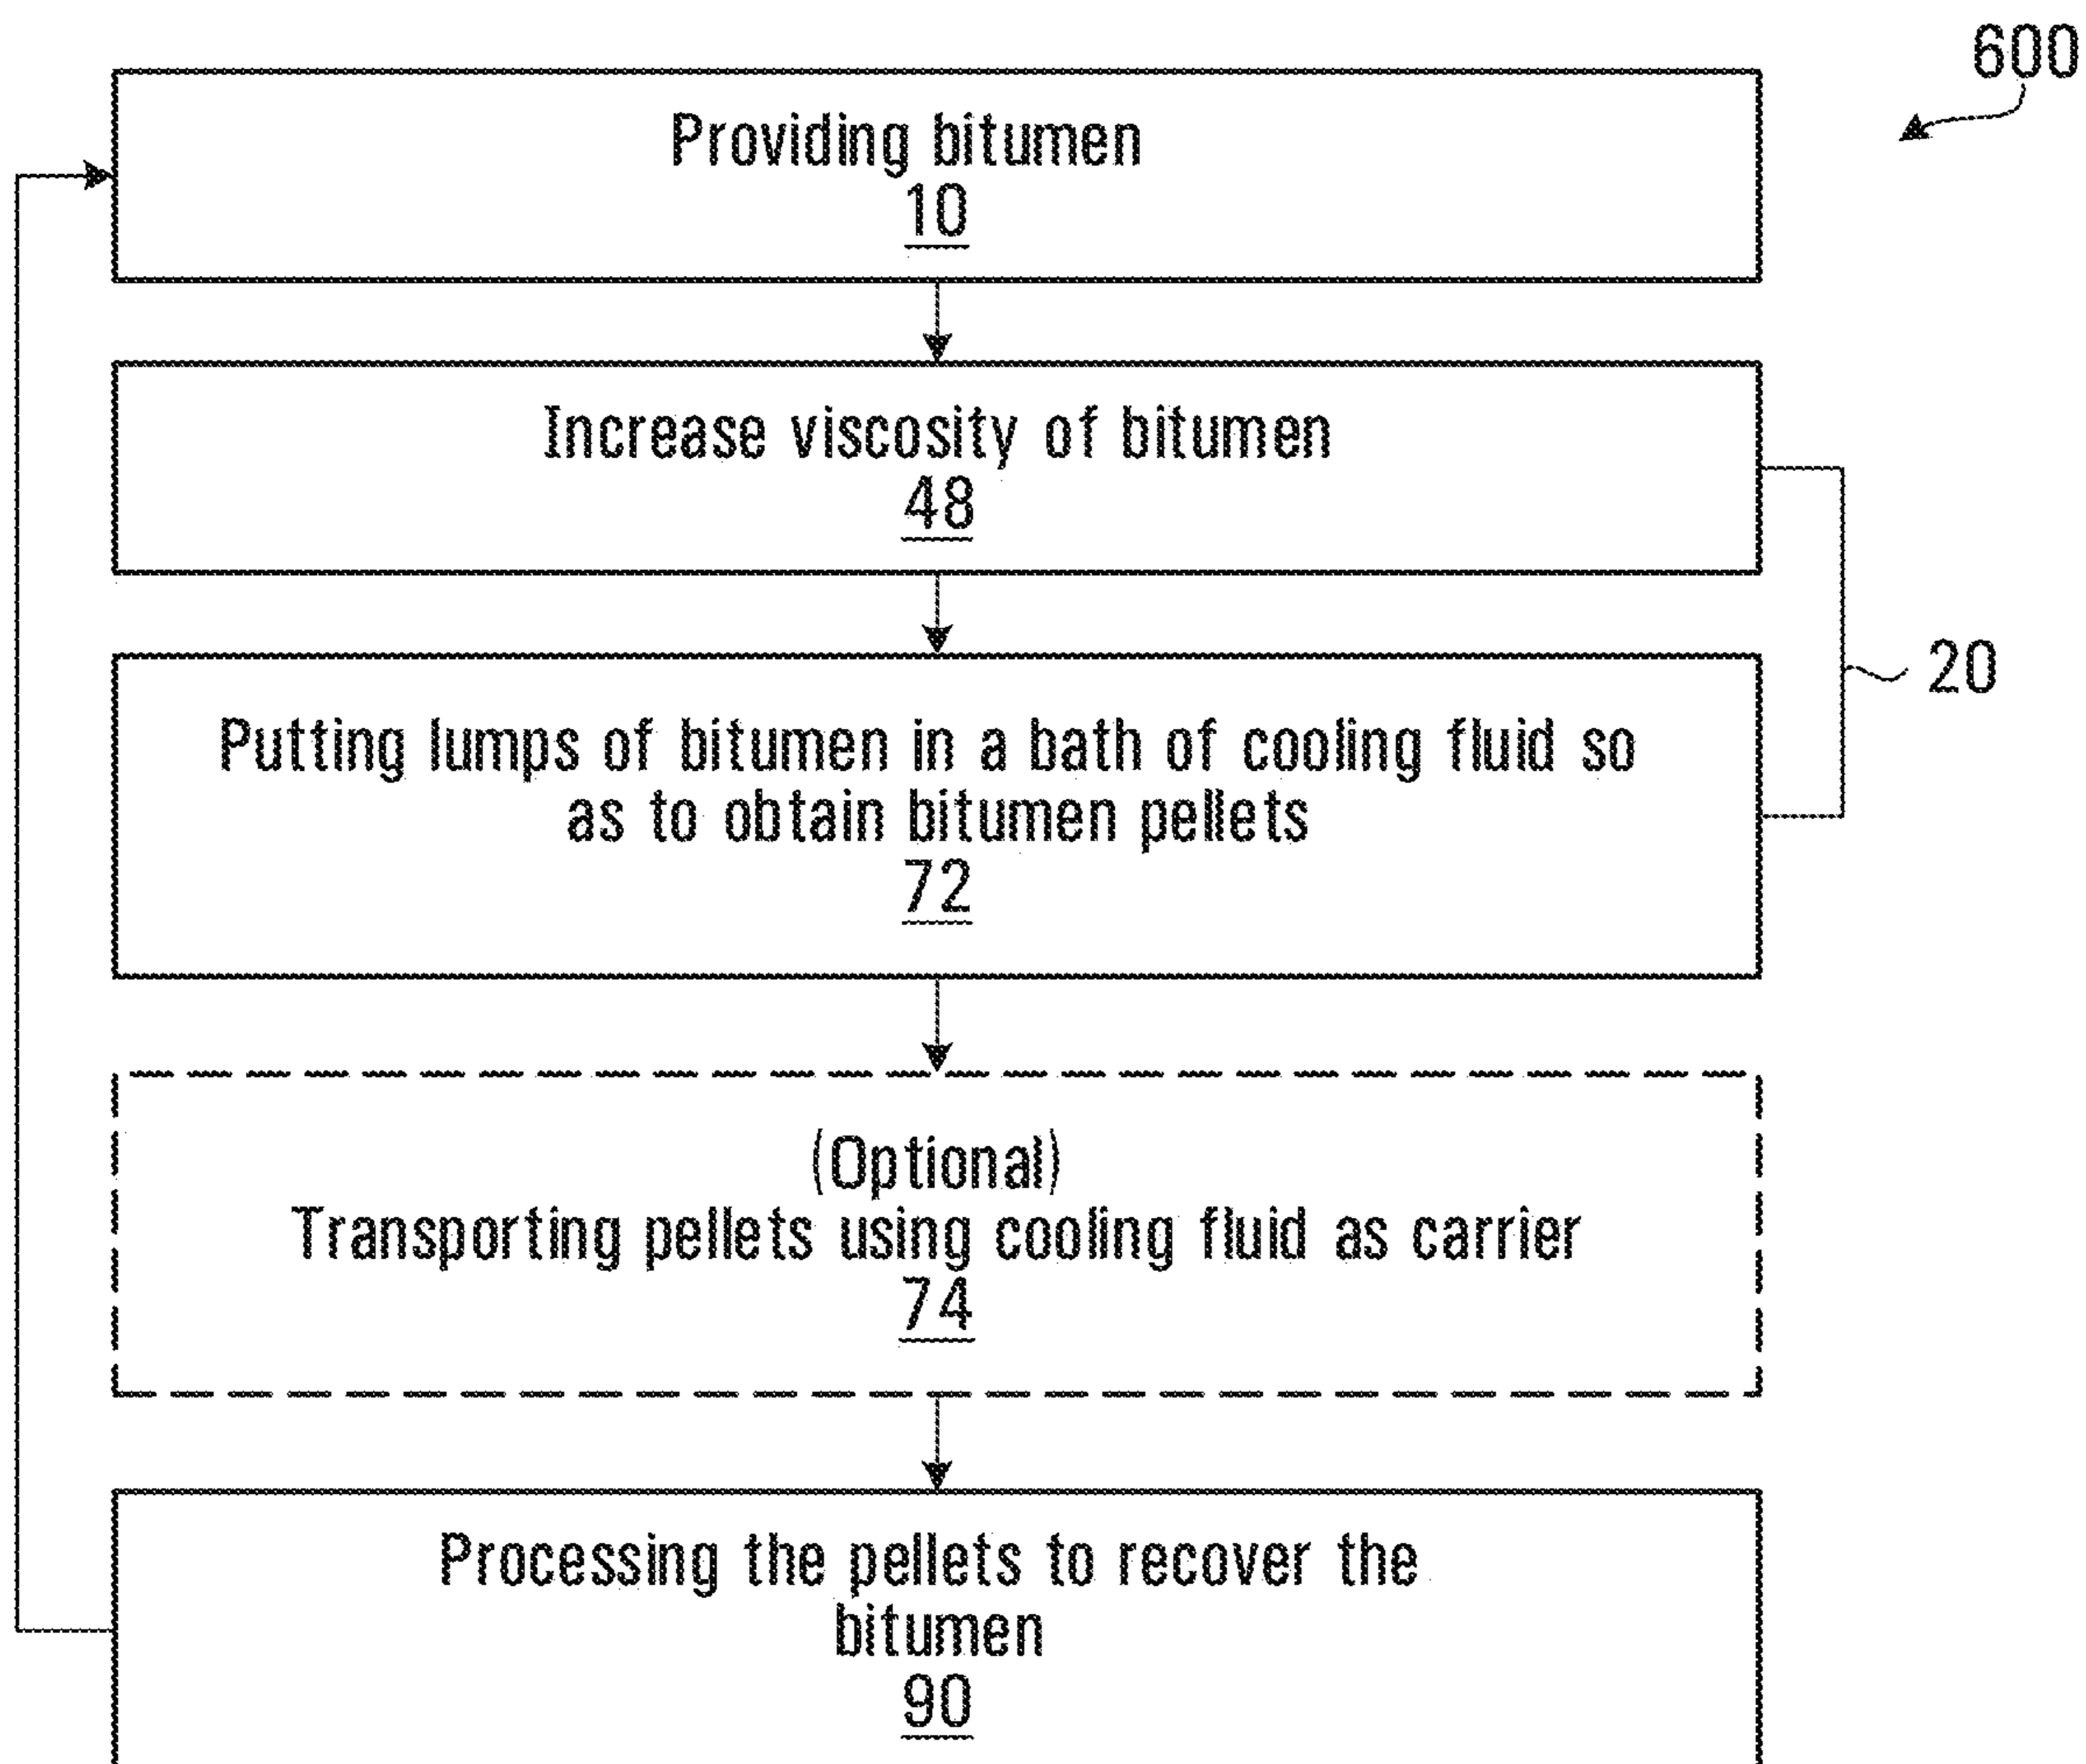 600
Providing bitumen
10
Increase viscosity of bitumen
48
20
Putting lumps of bitumen in a bath of cooling fluid so
as to obtain bitumen pellets
72
(Optional)
Transporting pellets using cooling fluid as carrier
74
Processing the pellets to recover the
bitumen
90